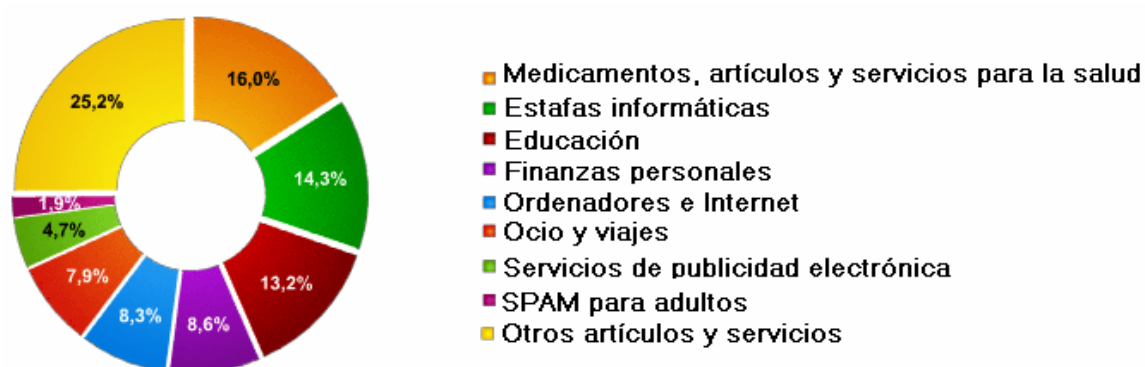 16,0%
14,3%
13,2%
8,6%
8,3%
7,9%
4,7%
1,9%
25,2%
Medicamentos, artículos y servicios para la salud
Estafas informáticas
Educación
Finanzas personales
Ordenadores e Internet
Ocio y viajes
Servicios de publicidad electrónica
SPAM para adultos
Otros artículos y servicios